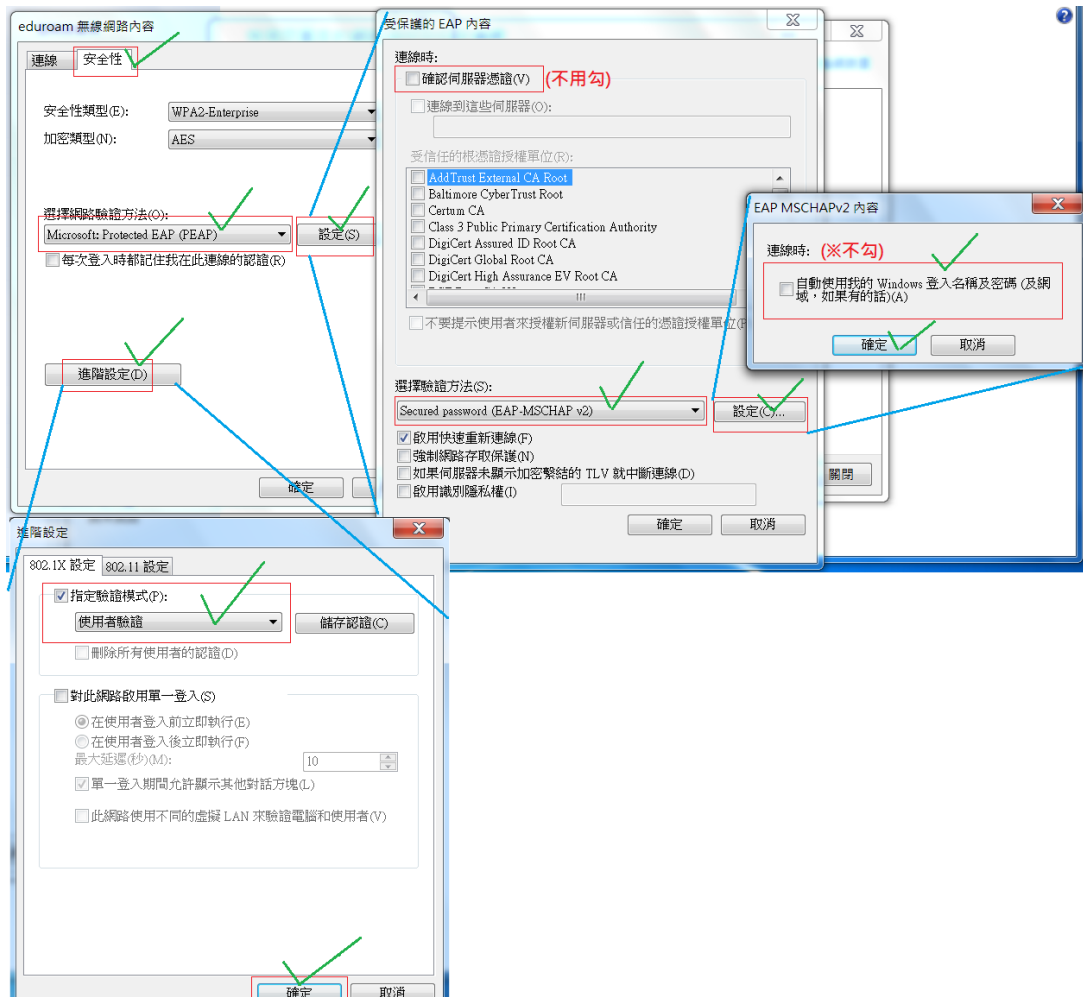 eduroam 無線網路內容
連線
安全性
安全性類型(E):
WPA2-Enterprise
加密類型(N):
AES
選擇網路驗證方法(O):
Microsoft: Protected EAP (PEAP)
設定(S)
每次登入時都記住我在此連線的認證(R)
進階設定(D)
確定
受保護的 EAP 內容
連線時:
確認伺服器憑證(V)
(不用勾)
連線到這些伺服器(O):
受信任的根憑證授權單位(R):
AddTrust External CA Root
Baltimore CyberTrust Root
Certum CA
Class 3 Public Primary Certification Authority
DigiCert Assured ID Root CA
DigiCert Global Root CA
DigiCert High Assurance EV Root CA
不要提示使用者來授權新伺服器或信任的憑證授權單位(P
選擇驗證方法(S):
Secured password (EAP-MSCHAP v2)
設定(C)...
啟用快速重新連線(F)
強制網路存取保護(N)
如果伺服器未顯示加密繫結的 TLV 就中斷連線(D)
啟用識別隱私權(I)
確定
取消
關閉
EAP MSCHAPv2 內容
連線時:
(※不勾)
自動使用我的 Windows 登入名稱及密碼 (及網
域,如果有的話)(A)
確定
取消
進階設定
802.1X 設定
802.11 設定
指定驗證模式(P):
使用者驗證
儲存認證(C)
刪除所有使用者的認證(D)
對此網路啟用單一登入(S)
在使用者登入前立即執行(E)
在使用者登入後立即執行(F)
最大延遲(秒)(M):
10
單一登入期間允許顯示其他對話方塊(L)
此網路使用不同的虛擬 LAN 來驗證電腦和使用者(V)
確定
取消